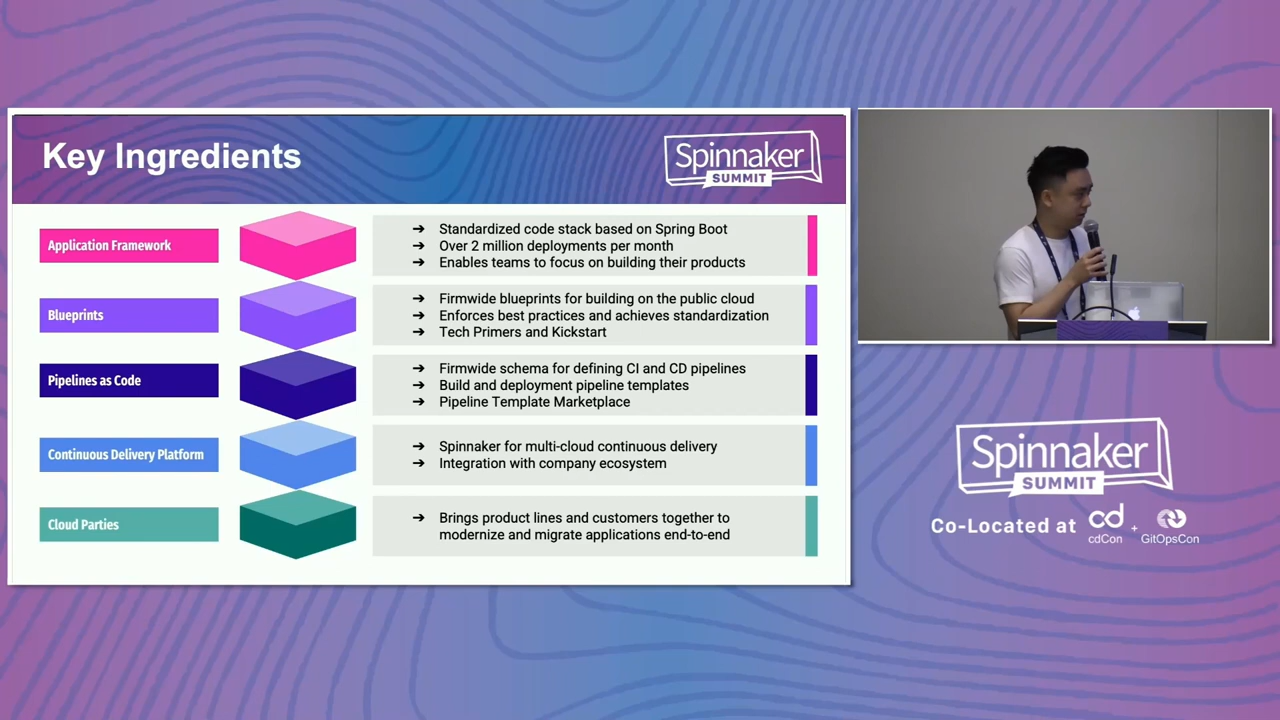 Key Ingredients
Spinnaker
SUMMIT
Application Framework
➔ Standardized code stack based on Spring Boot
➔ Over 2 million deployments per month
➔ Enables teams to focus on building their products
Blueprints
➔ Firmwide blueprints for building on the public cloud
➔ Enforces best practices and achieves standardization
➔ Tech Primers and Kickstart
Pipelines as Code
➔ Firmwide schema for defining CI and CD pipelines
➔ Build and deployment pipeline templates
➔ Pipeline Template Marketplace
Continuous Delivery Platform
➔ Spinnaker for multi-cloud continuous delivery
➔ Integration with company ecosystem
Cloud Parties
➔ Brings product lines and customers together to
modernize and migrate applications end-to-end
Spinnaker
SUMMIT
Co-Located at cd + 
cdCon GitOpsCon